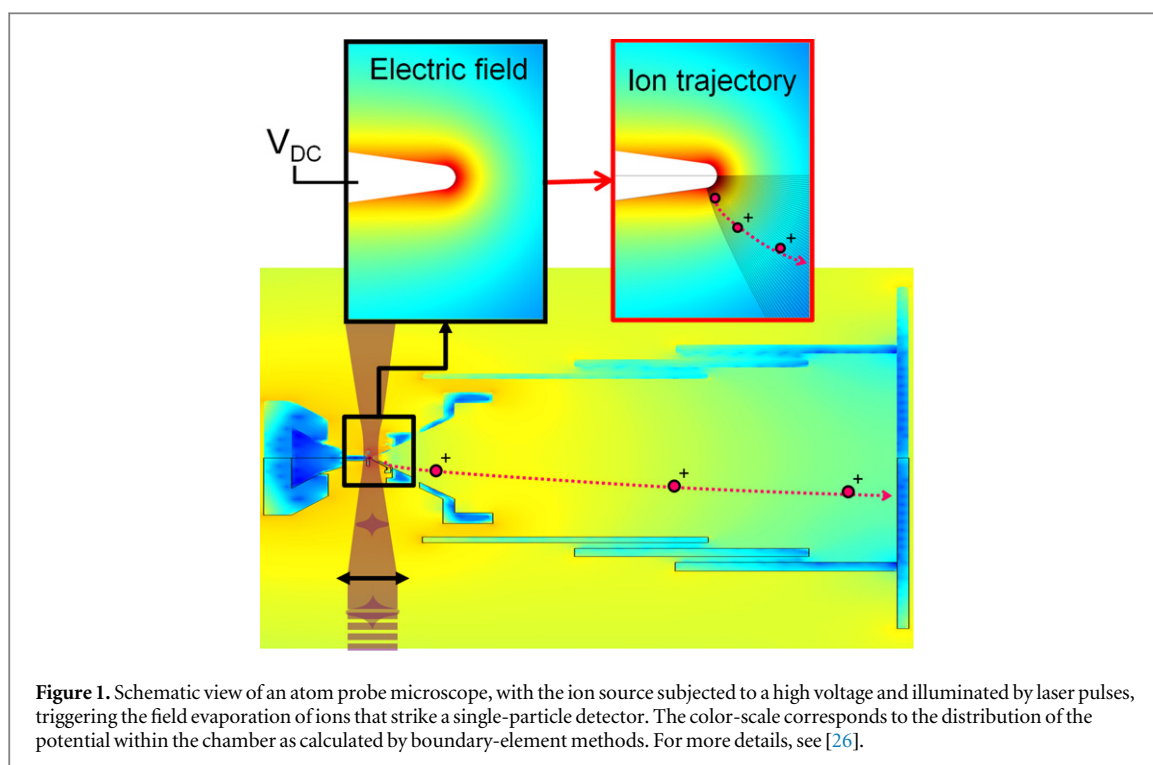 Electric field
Ion trajectory
V_DC
+
+
+
+
+
Figure 1. Schematic view of an atom probe microscope, with the ion source subjected to a high voltage and illuminated by laser pulses,
triggering the field evaporation of ions that strike a single-particle detector. The color-scale corresponds to the distribution of the
potential within the chamber as calculated by boundary-element methods. For more details, see [26].